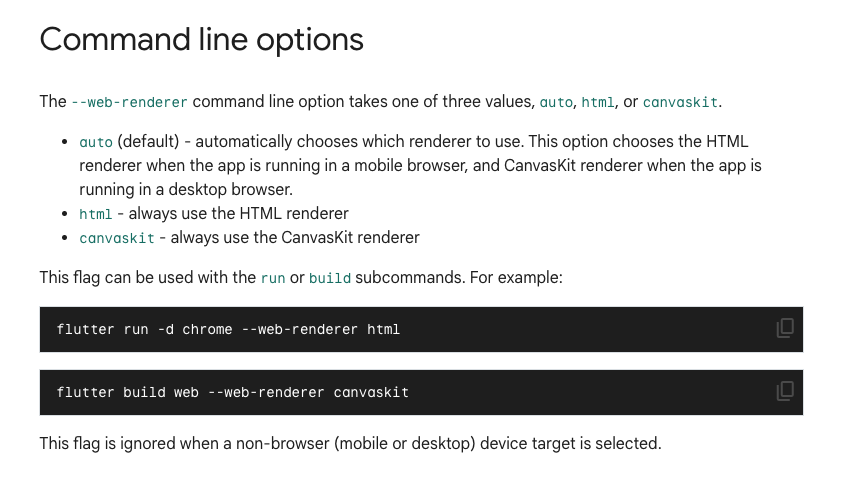 Command line options
The --web-renderer command line option takes one of three values, auto, html, or canvaskit.
• auto (default) - automatically chooses which renderer to use. This option chooses the HTML
renderer when the app is running in a mobile browser, and CanvasKit renderer when the app is
running in a desktop browser.
• html - always use the HTML renderer
• canvaskit - always use the CanvasKit renderer
This flag can be used with the run or build subcommands. For example:
flutter run -d chrome --web-renderer html
flutter build web --web-renderer canvaskit
This flag is ignored when a non-browser (mobile or desktop) device target is selected.